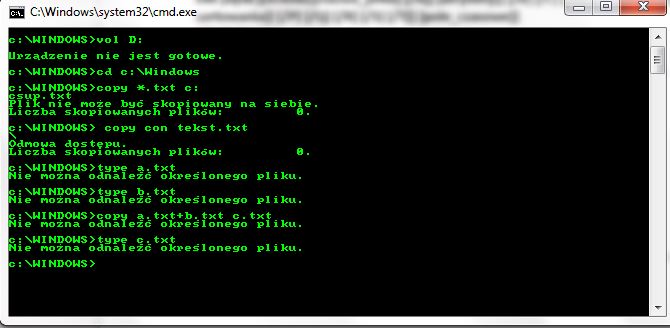 C:\Windows\system32\cmd.exe
c:\WINDOWS>vol D:
Urządzenie nie jest gotowe.
c:\WINDOWS>cd c:\Windows
c:\WINDOWS>copy *.txt c:
csup.txt
Plik nie może być skopiowany na siebie.
Liczba skopiowanych plików:         0.
c:\WINDOWS> copy con tekst.txt
\
Odmowa dostępu.
Liczba skopiowanych plików:         0.
c:\WINDOWS>type a.txt
Nie można odnaleźć określonego pliku.
c:\WINDOWS>type b.txt
Nie można odnaleźć określonego pliku.
c:\WINDOWS>copy a.txt+b.txt c.txt
Nie można odnaleźć określonego pliku.
c:\WINDOWS>type c.txt
Nie można odnaleźć określonego pliku.
c:\WINDOWS>